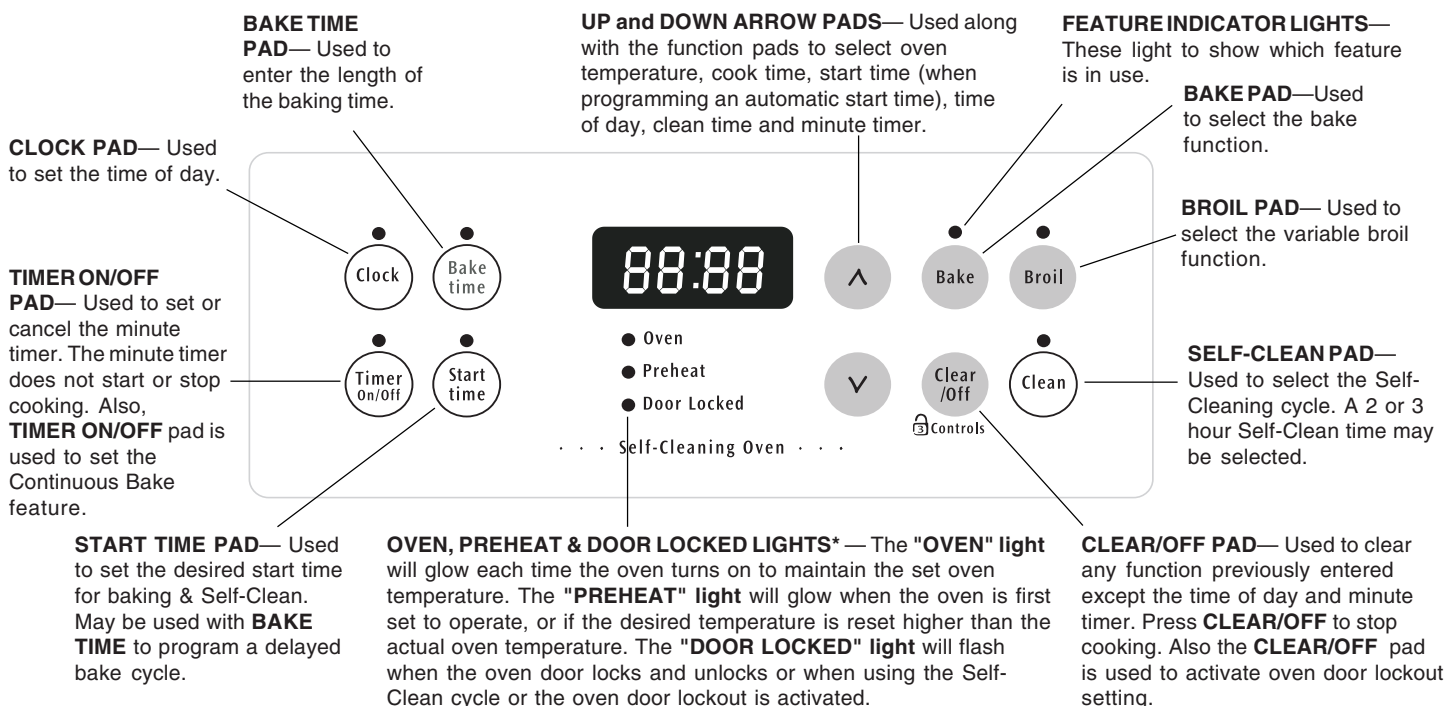 BAKE TIME
PAD— Used to
enter the length of
the baking time.
UP and DOWN ARROW PADS— Used along
with the function pads to select oven
temperature, cook time, start time (when
programming an automatic start time), time
of day, clean time and minute timer.
FEATURE INDICATOR LIGHTS—
These light to show which feature
is in use.
BAKE PAD—Used
to select the bake
function.
CLOCK PAD— Used
to set the time of day.
BROIL PAD— Used to
select the variable broil
function.
TIMER ON/OFF
PAD— Used to set or
cancel the minute
timer. The minute timer
does not start or stop
cooking. Also,
TIMER ON/OFF pad is
used to set the
Continuous Bake
feature.
Clock
Bake
time
88:88
∧
Bake
Broil
Timer
On/Off
Start
time
Oven
Preheat
Door Locked
∨
Clear
/Off
Clean
3 Controls
· · · Self-Cleaning Oven · · ·
SELF-CLEAN PAD—
Used to select the Self-
Cleaning cycle. A 2 or 3
hour Self-Clean time may
be selected.
START TIME PAD— Used
to set the desired start time
for baking & Self-Clean.
May be used with BAKE
TIME to program a delayed
bake cycle.
OVEN, PREHEAT & DOOR LOCKED LIGHTS* — The "OVEN" light
will glow each time the oven turns on to maintain the set oven
temperature. The "PREHEAT" light will glow when the oven is first
set to operate, or if the desired temperature is reset higher than the
actual oven temperature. The "DOOR LOCKED" light will flash
when the oven door locks and unlocks or when using the Self-
Clean cycle or the oven door lockout is activated.
CLEAR/OFF PAD— Used to clear
any function previously entered
except the time of day and minute
timer. Press CLEAR/OFF to stop
cooking. Also the CLEAR/OFF pad
is used to activate oven door lockout
setting.